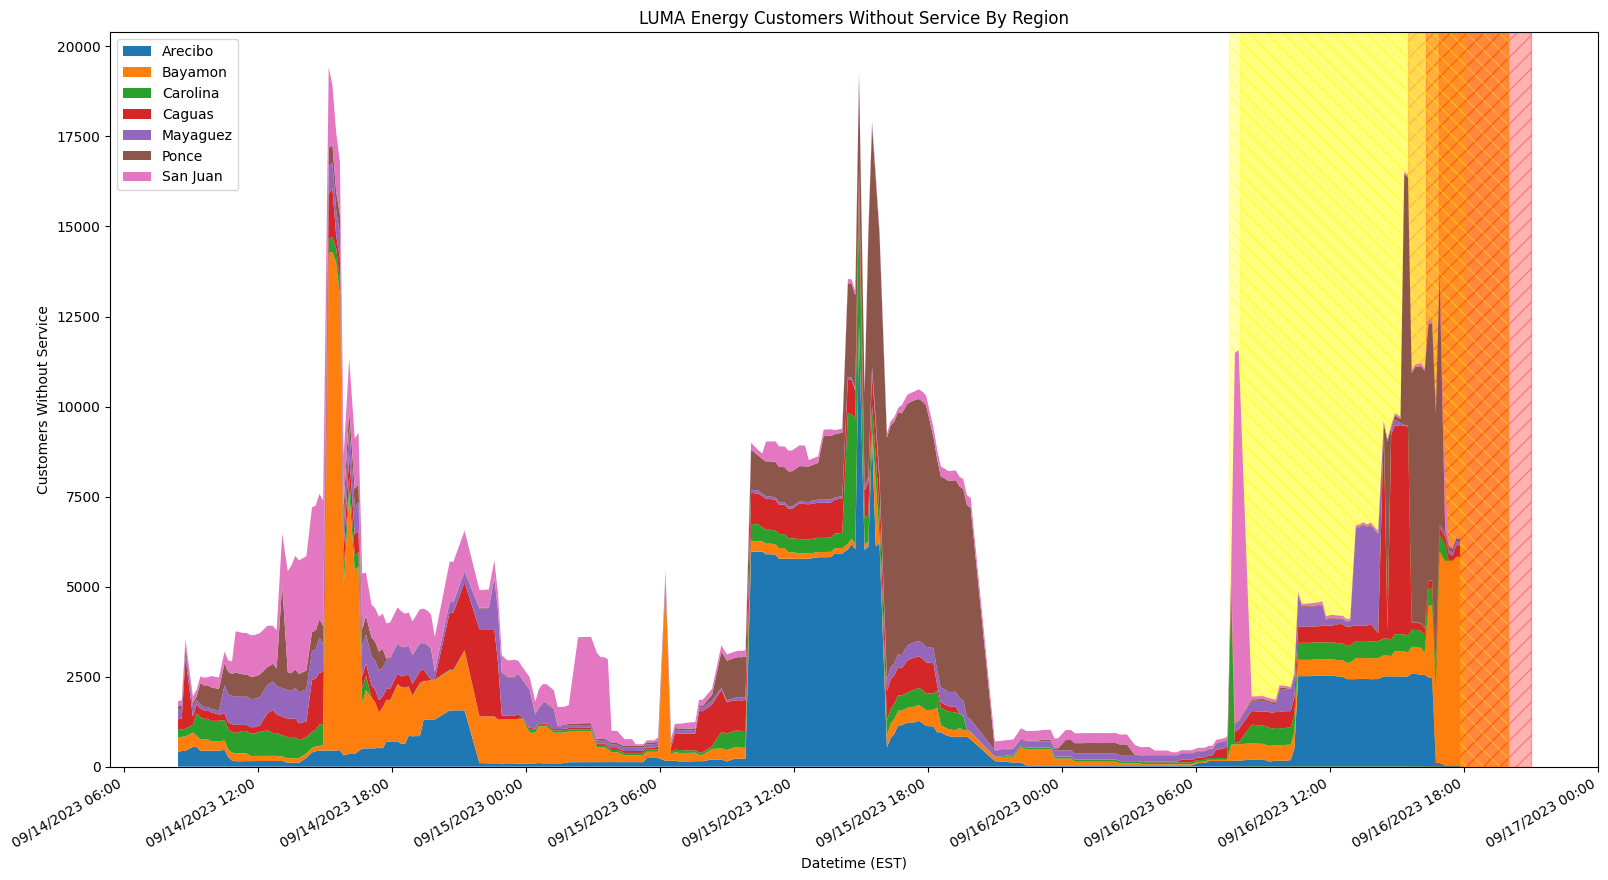 LUMA Energy Customers Without Service By Region
Arecibo
Bayamon
Carolina
Caguas
Mayaguez
Ponce
San Juan
Customers Without Service
20000
17500
15000
12500
10000
7500
5000
2500
0
09/14/2023 06:00
09/14/2023 12:00
09/14/2023 18:00
09/15/2023 00:00
09/15/2023 06:00
09/15/2023 12:00
09/15/2023 18:00
09/16/2023 00:00
09/16/2023 06:00
09/16/2023 12:00
09/16/2023 18:00
09/17/2023 00:00
Datetime (EST)